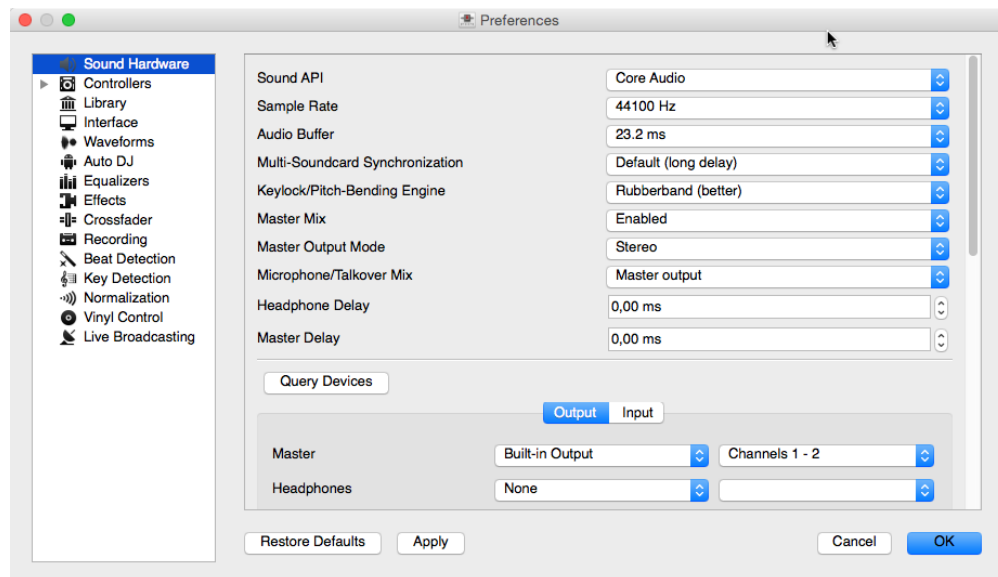 Preferences
Sound Hardware
Controllers
Library
Interface
Waveforms
Auto DJ
Equalizers
Effects
Crossfader
Recording
Beat Detection
Key Detection
Normalization
Vinyl Control
Live Broadcasting
Sound API Core Audio
Sample Rate 44100 Hz
Audio Buffer 23.2 ms
Multi-Soundcard Synchronization Default (long delay)
Keylock/Pitch-Bending Engine Rubberband (better)
Master Mix Enabled
Master Output Mode Stereo
Microphone/Talkover Mix Master output
Headphone Delay 0,00 ms
Master Delay 0,00 ms
Query Devices
Output Input
Master Built-in Output Channels 1 - 2
Headphones None
Restore Defaults Apply Cancel OK